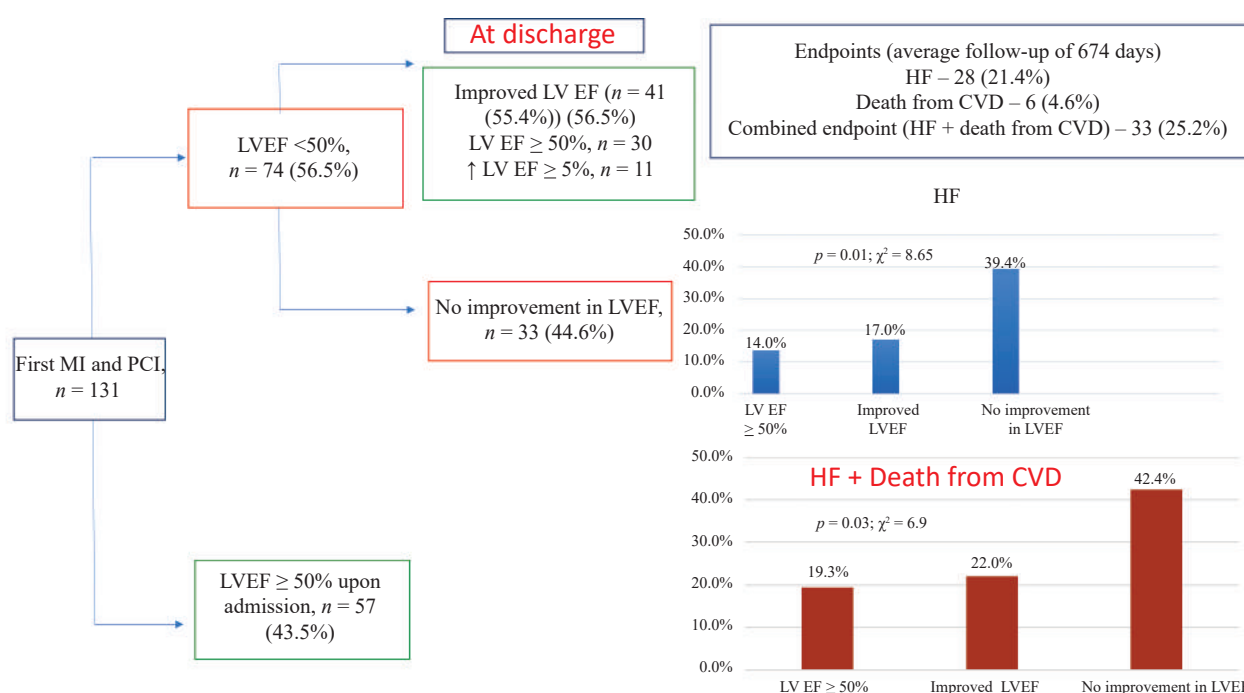 At discharge
Improved LV EF (n = 41
(55.4%)) (56.5%)
LV EF ≥ 50%, n = 30
↑ LV EF ≥ 5%, n = 11
LVEF <50%,
n = 74 (56.5%)
No improvement in LVEF,
n = 33 (44.6%)
First MI and PCI,
n = 131
LVEF ≥ 50% upon
admission, n = 57
(43.5%)
Endpoints (average follow-up of 674 days)
HF – 28 (21.4%)
Death from CVD – 6 (4.6%)
Combined endpoint (HF + death from CVD) – 33 (25.2%)
HF
50.0%
40.0%
30.0%
20.0%
10.0%
0.0%
p = 0.01; χ² = 8.65
14.0%
17.0%
39.4%
LV EF
≥ 50%
Improved
LVEF
No improvement
in LVEF
HF + Death from CVD
50.0%
40.0%
30.0%
20.0%
10.0%
0.0%
p = 0.03; χ² = 6.9
19.3%
22.0%
42.4%
LV EF ≥ 50%
Improved LVEF
No improvement in LVEF